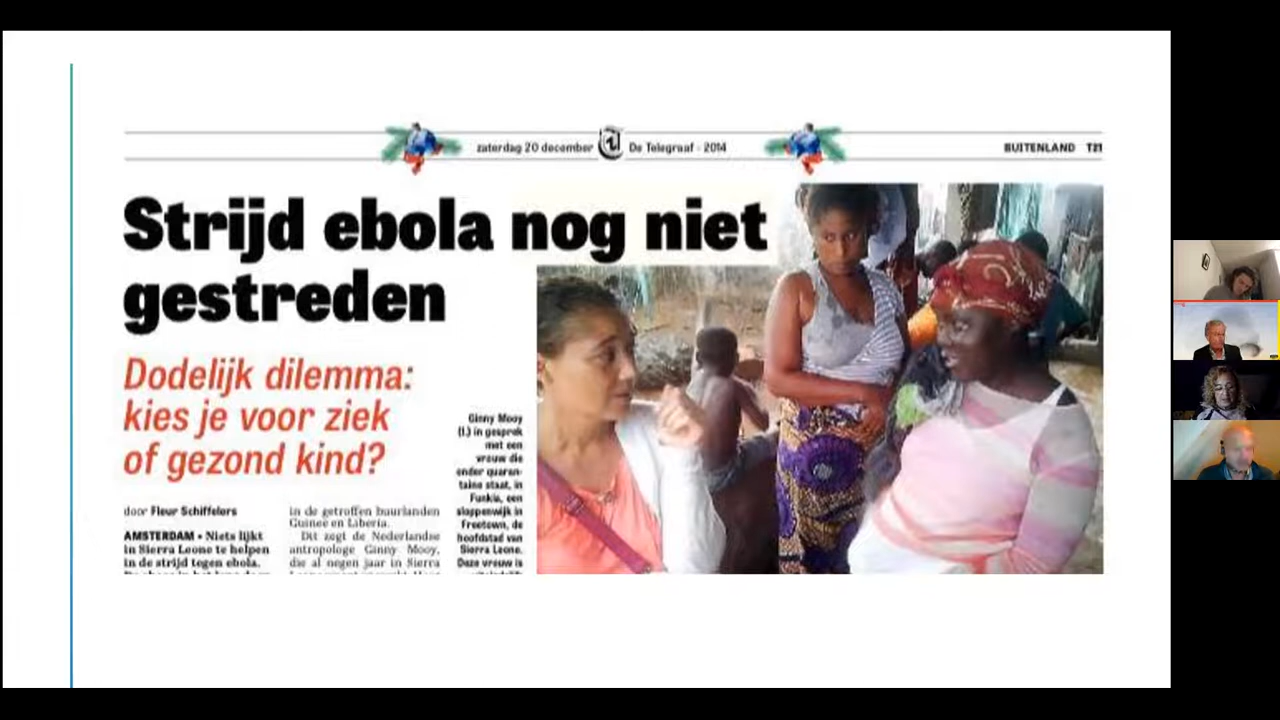 zaterdag 20 december De Telegraaf - 2014
BUITENLAND T21
Strijd ebola nog niet
gestreden
Dodelijk dilemma:
kies je voor ziek
of gezond kind?
door Fleur Schiffelers
AMSTERDAM • Niets lijkt
in Sierra Leone te helpen
in de strijd tegen ebola.
in de getroffen buurlanden
Guinee en Liberia.
Dit zegt de Nederlandse
antropologe Ginny Mooy,
die al negen jaar in Sierra
Ginny Mooy
(l.) in gesprek
met een
vrouw die
onder quaran-
taine staat, in
Funkia, een
sloppenwijk in
Freetown, de
hoofdstad van
Sierra Leone.
Deze vrouw is